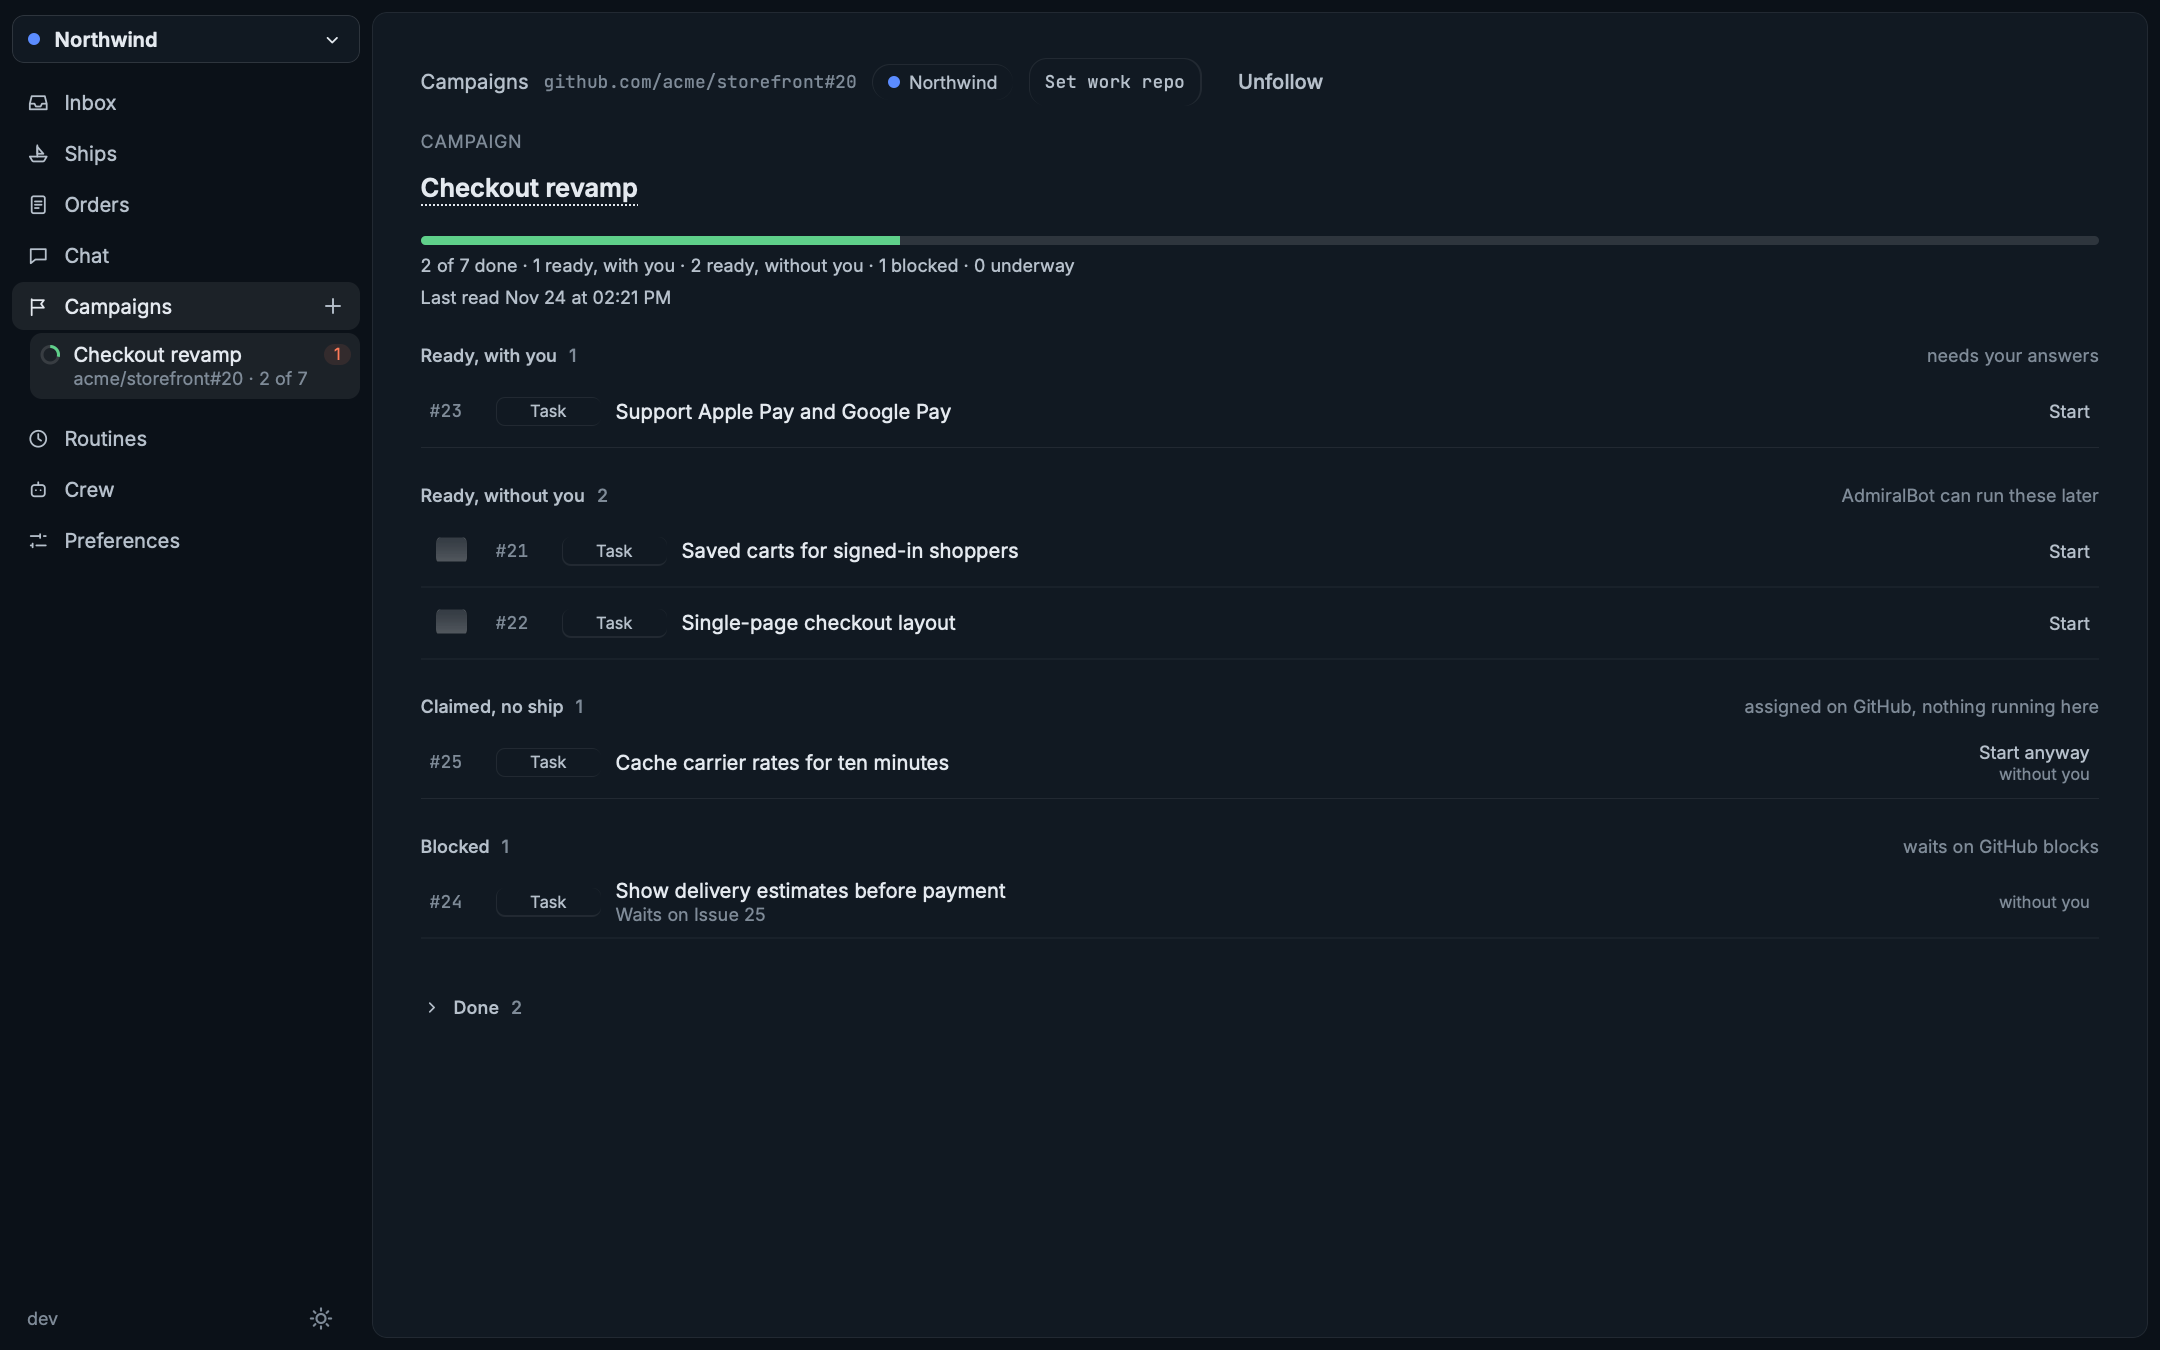 Northwind
Inbox
Ships
Orders
Chat
Campaigns
Checkout revamp 1
acme/storefront#20 · 2 of 7
Routines
Crew
Preferences
dev
Campaigns github.com/acme/storefront#20 Northwind Set work repo Unfollow
CAMPAIGN
Checkout revamp
2 of 7 done · 1 ready, with you · 2 ready, without you · 1 blocked · 0 underway
Last read Nov 24 at 02:21 PM
Ready, with you 1 needs your answers
#23 Task Support Apple Pay and Google Pay Start
Ready, without you 2 AdmiralBot can run these later
#21 Task Saved carts for signed-in shoppers Start
#22 Task Single-page checkout layout Start
Claimed, no ship 1 assigned on GitHub, nothing running here
#25 Task Cache carrier rates for ten minutes Start anyway
without you
Blocked 1 waits on GitHub blocks
#24 Task Show delivery estimates before payment without you
Waits on Issue 25
Done 2